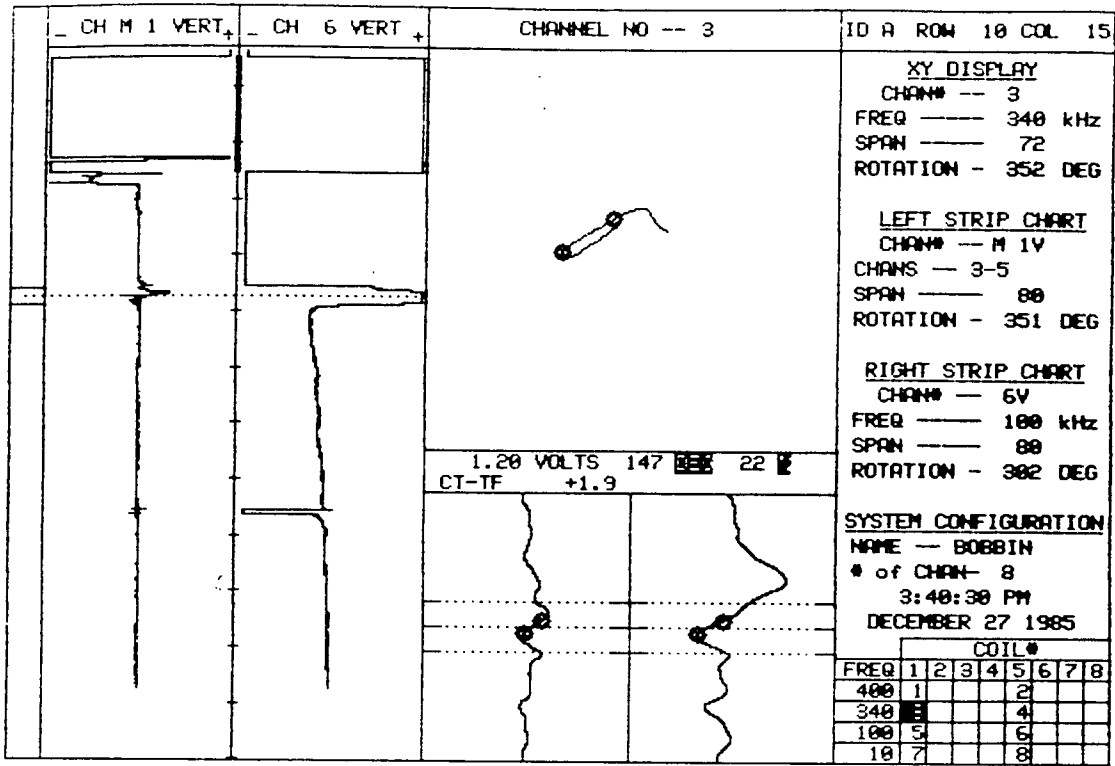 _ CH M 1 VERT + _ CH 6 VERT +
CHANNEL NO -- 3
ID A ROW 10 COL 15
XY DISPLAY
CHAN# -- 3
FREQ ----- 340 kHz
SPAN ----- 72
ROTATION - 352 DEG
LEFT STRIP CHART
CHAN# -- M 1V
CHANS -- 3-5
SPAN ----- 80
ROTATION - 351 DEG
RIGHT STRIP CHART
CHAN# -- 6V
FREQ ----- 100 kHz
SPAN ----- 80
ROTATION - 302 DEG
1.20 VOLTS 147 22
CT-TF +1.9
SYSTEM CONFIGURATION
NAME -- BOBBIN
# of CHAN- 8
3:40:30 PM
DECEMBER 27 1985
COIL#
FREQ 1 2 3 4 5 6 7 8
400 1 2
340 4
100 5 6
10 7 8